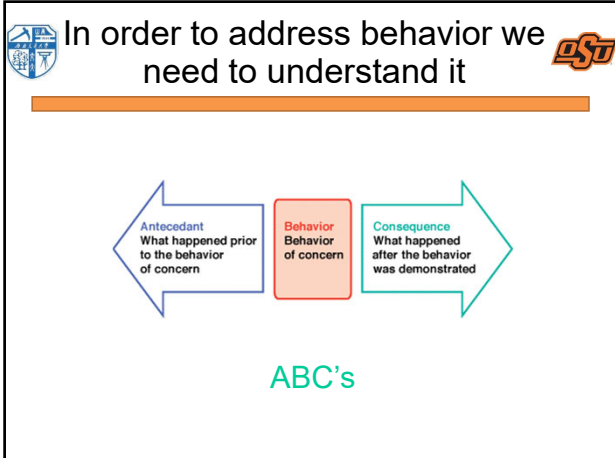 In order to address behavior we
need to understand it
OSU
Antecedant
What happened prior
to the behavior
of concern
Behavior
Behavior
of concern
Consequence
What happened
after the behavior
was demonstrated
ABC's